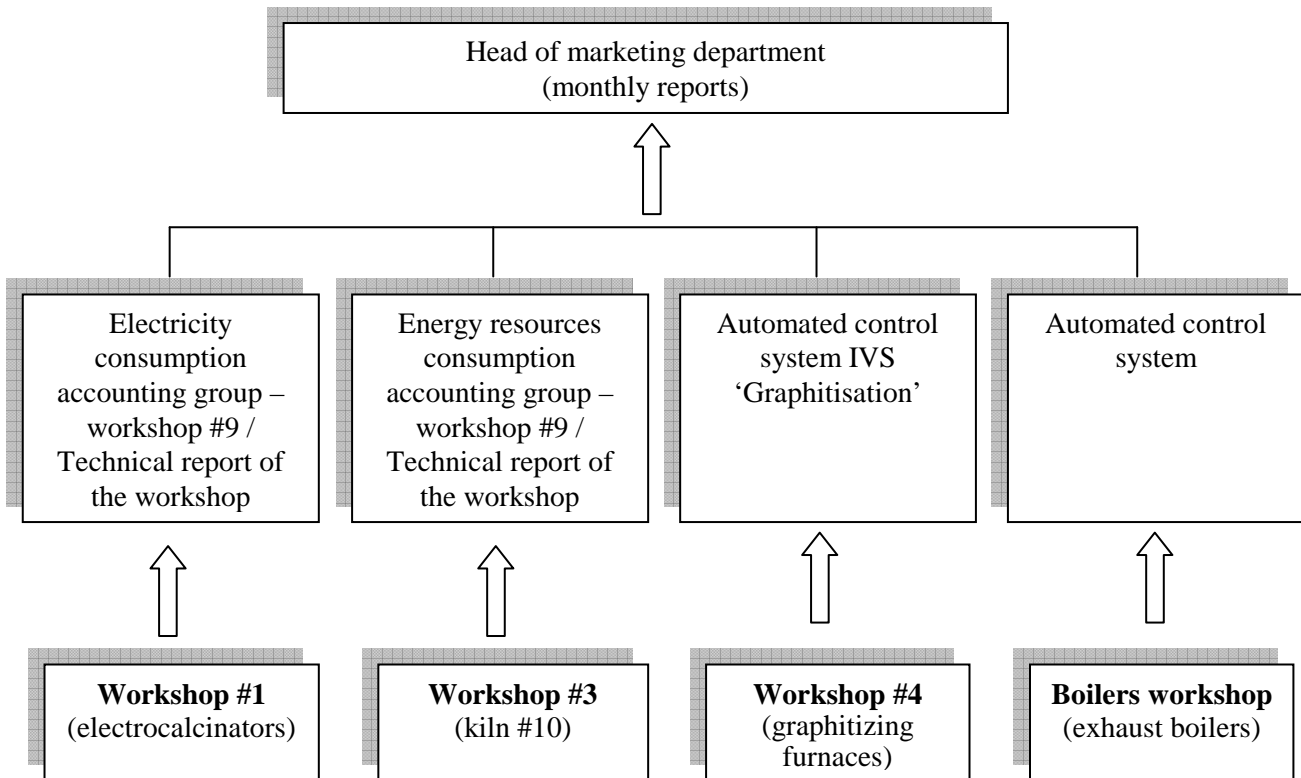 Head of marketing department
(monthly reports)
Electricity
consumption
accounting group –
workshop #9 /
Technical report of
the workshop
Energy resources
consumption
accounting group –
workshop #9 /
Technical report of
the workshop
Automated control
system IVS
‘Graphitisation’
Automated control
system
Workshop #1
(electrocalcinators)
Workshop #3
(kiln #10)
Workshop #4
(graphitizing
furnaces)
Boilers workshop
(exhaust boilers)